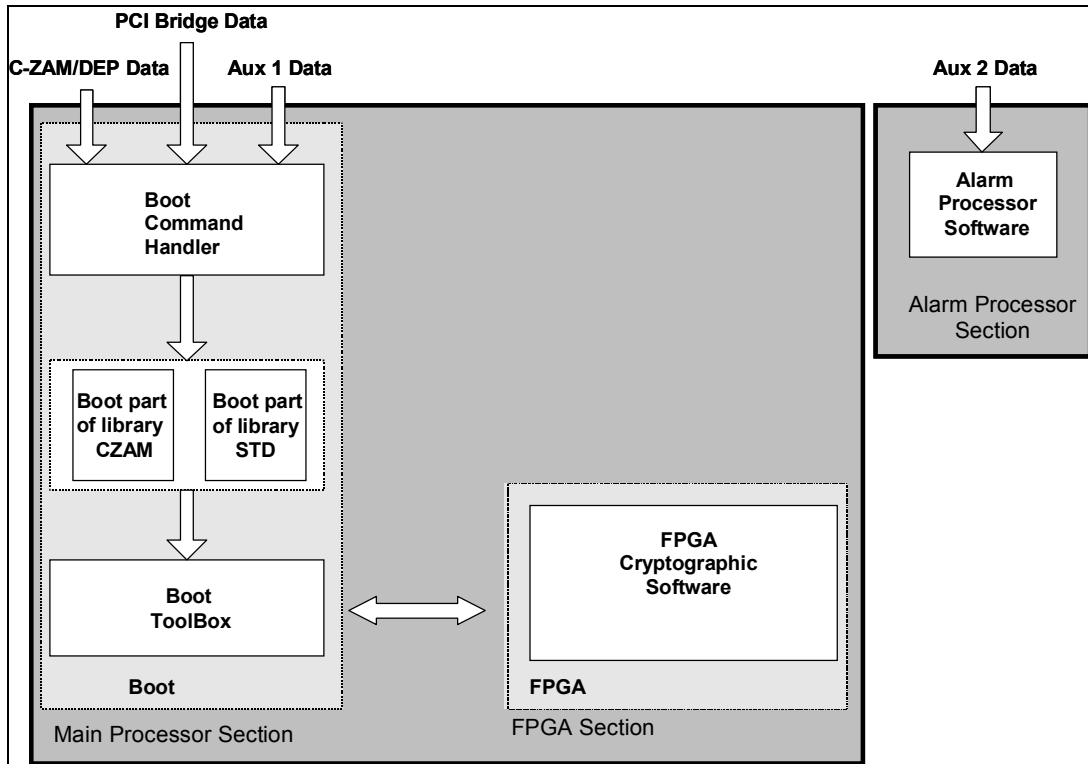 PCI Bridge Data
C-ZAM/DEP Data
Aux 1 Data
Aux 2 Data
Boot
Command
Handler
Alarm
Processor
Software
Alarm Processor
Section
Boot part
of library
CZAM
Boot part
of library
STD
FPGA
Cryptographic
Software
Boot
ToolBox
Boot
FPGA
Main Processor Section
FPGA Section